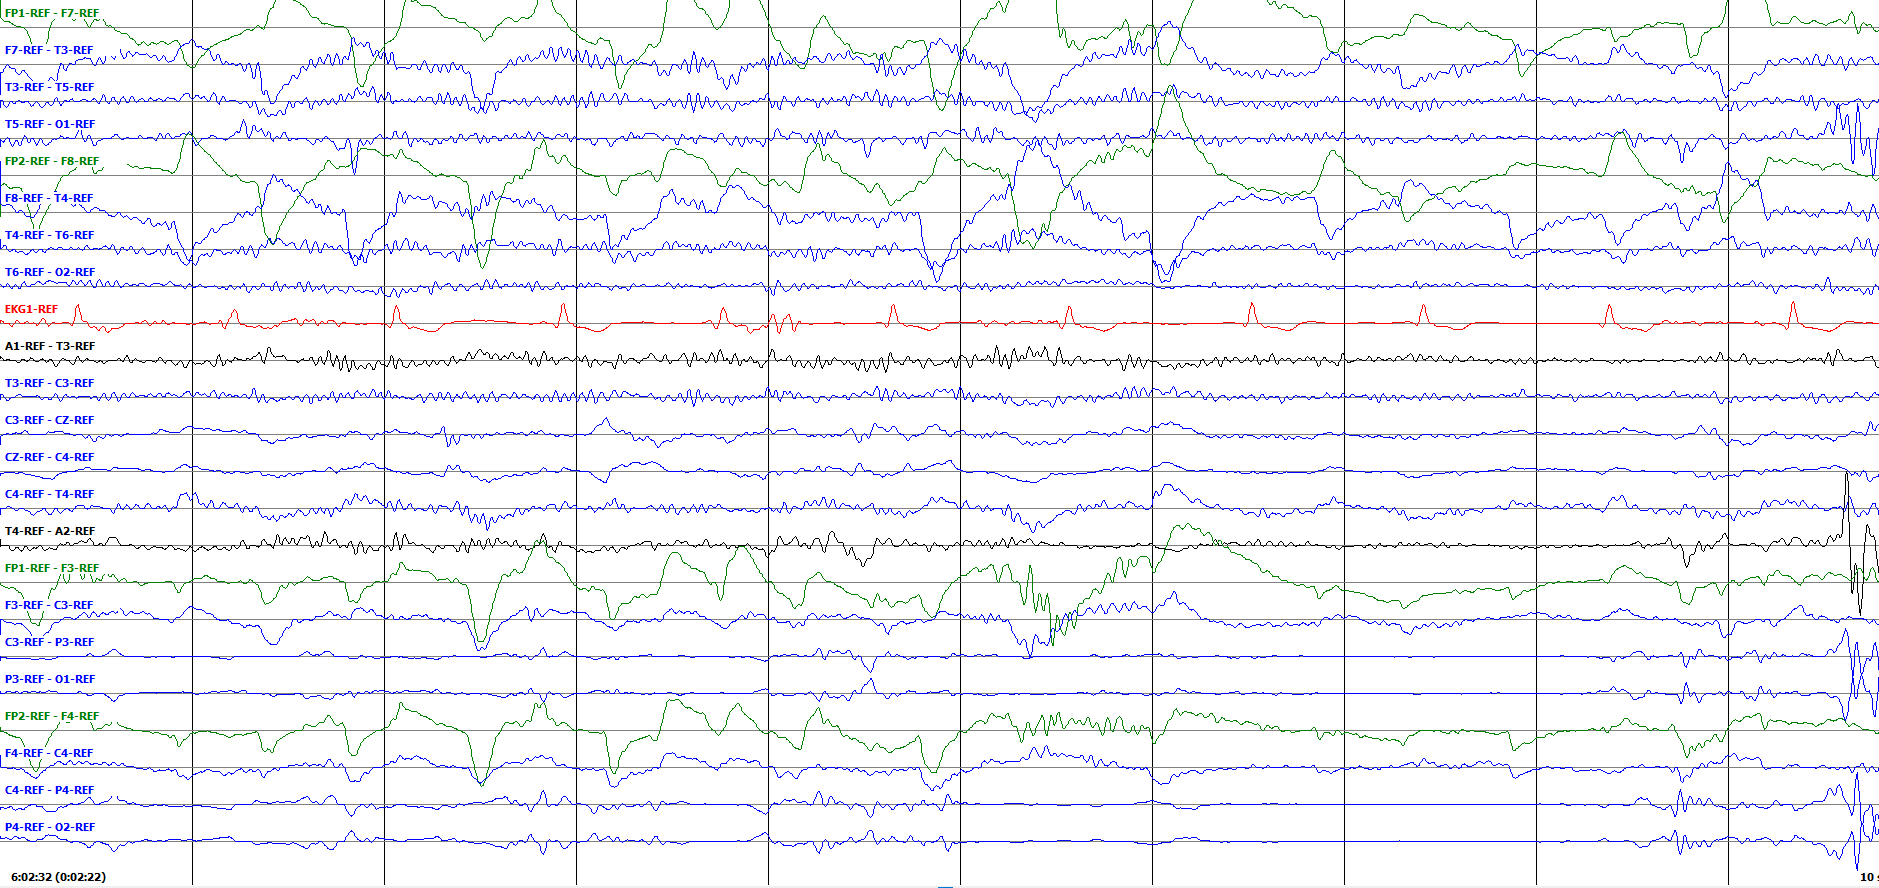 FP1-REF - F7-REF
F7-REF - T3-REF
T3-REF - T5-REF
T5-REF - O1-REF
FP2-REF - F8-REF
F8-REF - T4-REF
T4-REF - T6-REF
T6-REF - O2-REF
EKG1-REF
A1-REF - T3-REF
T3-REF - C3-REF
C3-REF - CZ-REF
CZ-REF - C4-REF
C4-REF - T4-REF
T4-REF - A2-REF
FP1-REF - F3-REF
F3-REF - C3-REF
C3-REF - P3-REF
P3-REF - O1-REF
FP2-REF - F4-REF
F4-REF - C4-REF
C4-REF - P4-REF
P4-REF - O2-REF
6:02:32 (0:02:22) 10 s